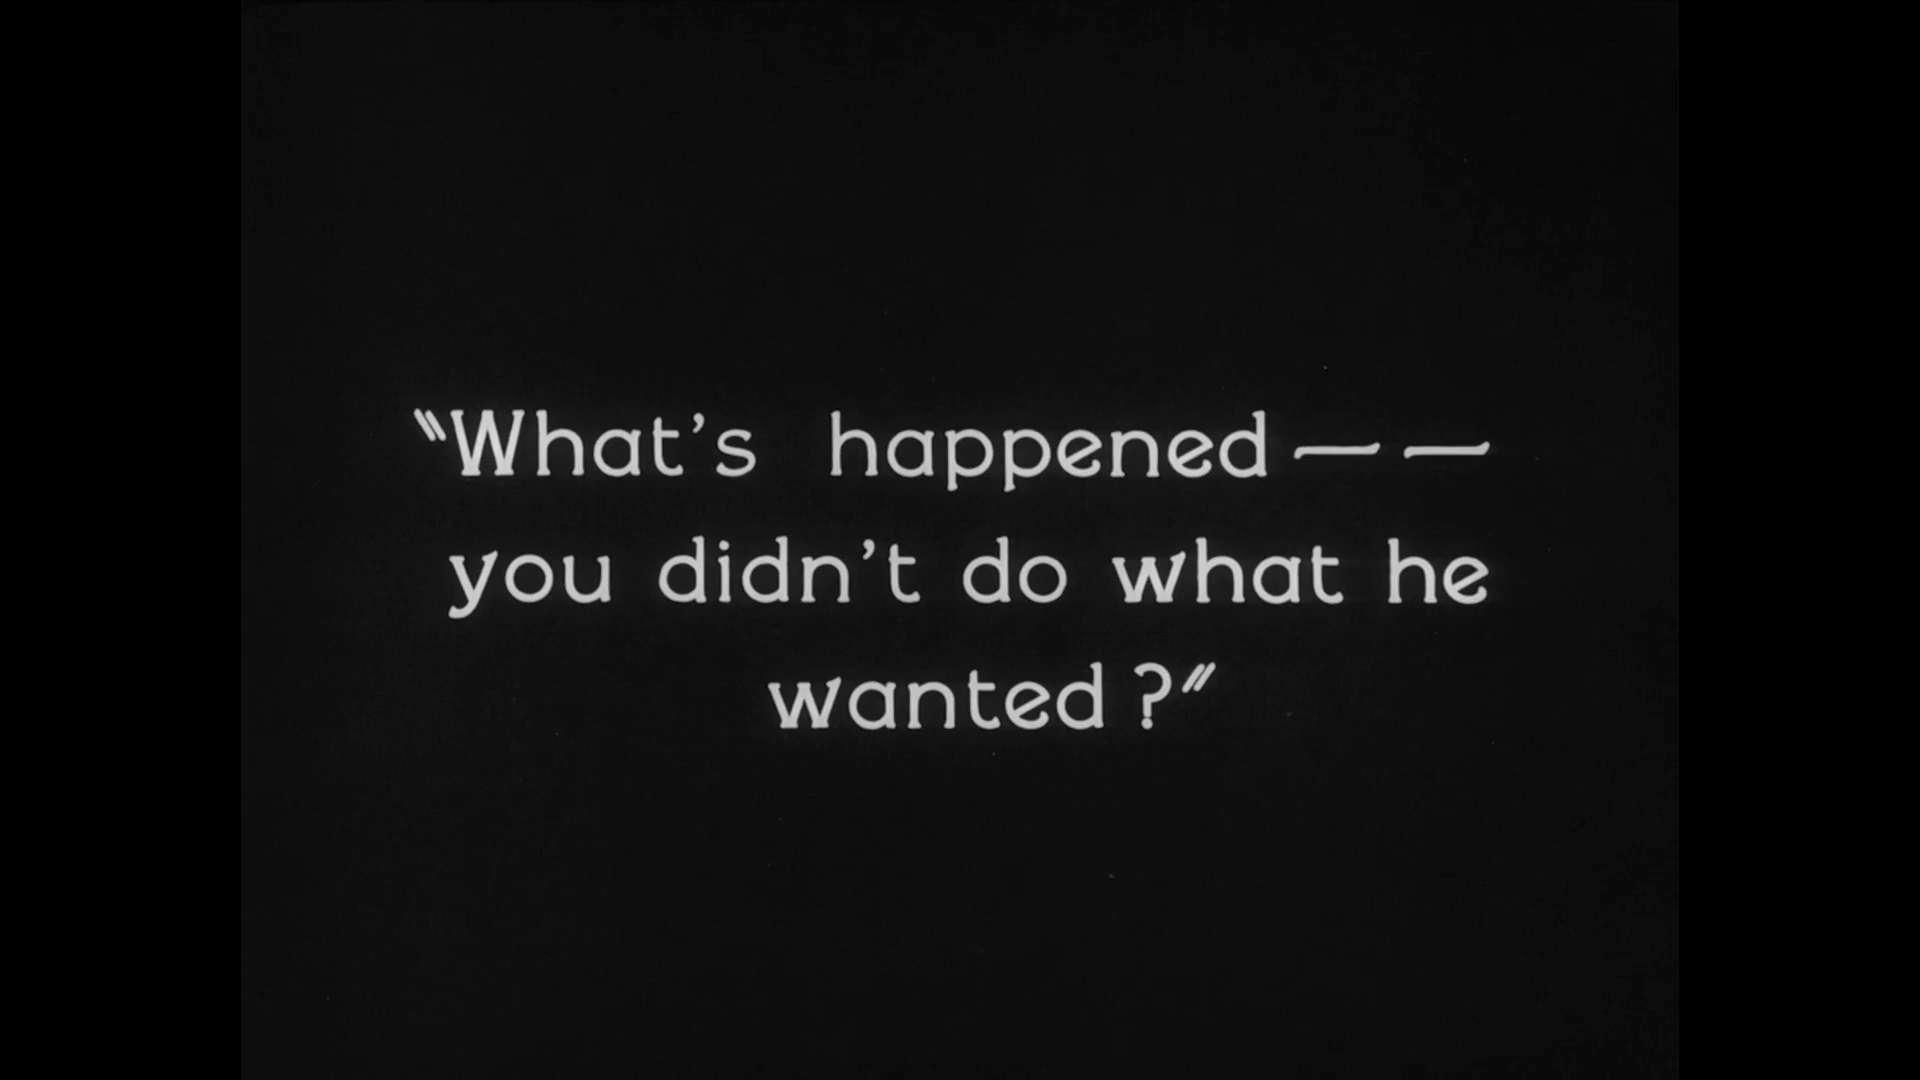 "What's happened — —
you didn't do what he
wanted ?"